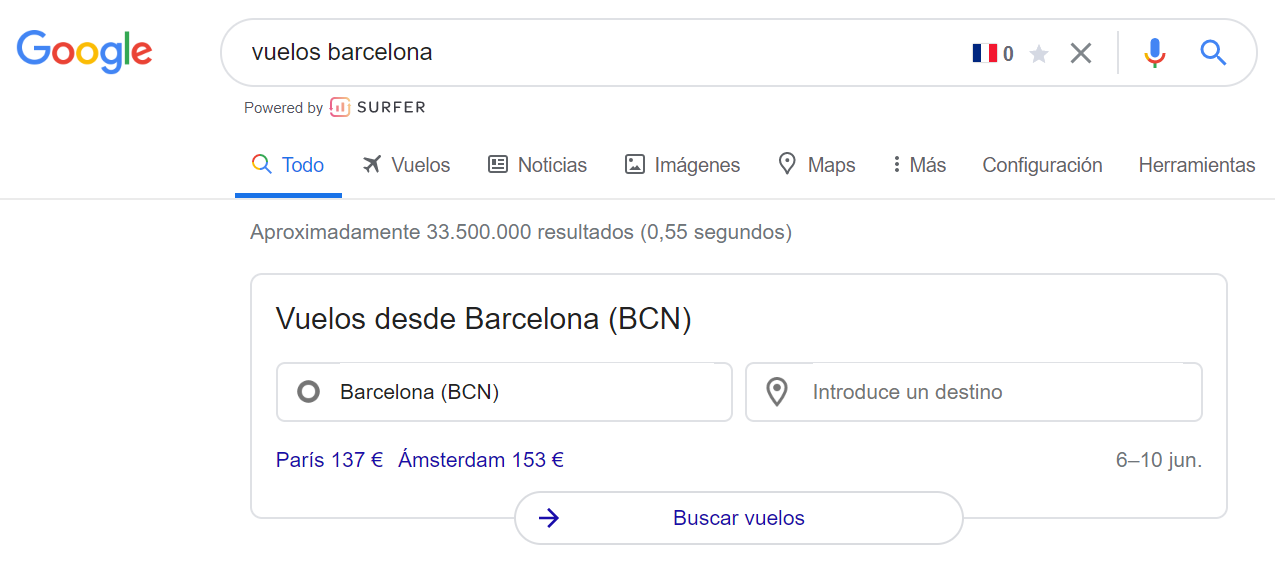 Google
vuelos barcelona 0
Powered by SURFER
Todo Vuelos Noticias Imágenes Maps Más Configuración Herramientas
Aproximadamente 33.500.000 resultados (0,55 segundos)
Vuelos desde Barcelona (BCN)
Barcelona (BCN) Introduce un destino
París 137 € Ámsterdam 153 € 6–10 jun.
Buscar vuelos